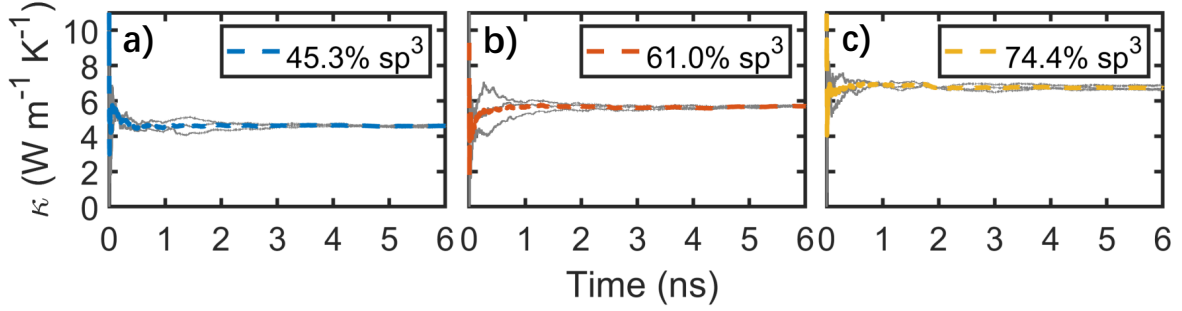 κ (W m⁻¹ K⁻¹)
10
8
6
4
2
0
a)
45.3% sp³
0 1 2 3 4 5 6
b)
61.0% sp³
0 1 2 3 4 5 6
c)
74.4% sp³
0 1 2 3 4 5 6
Time (ns)